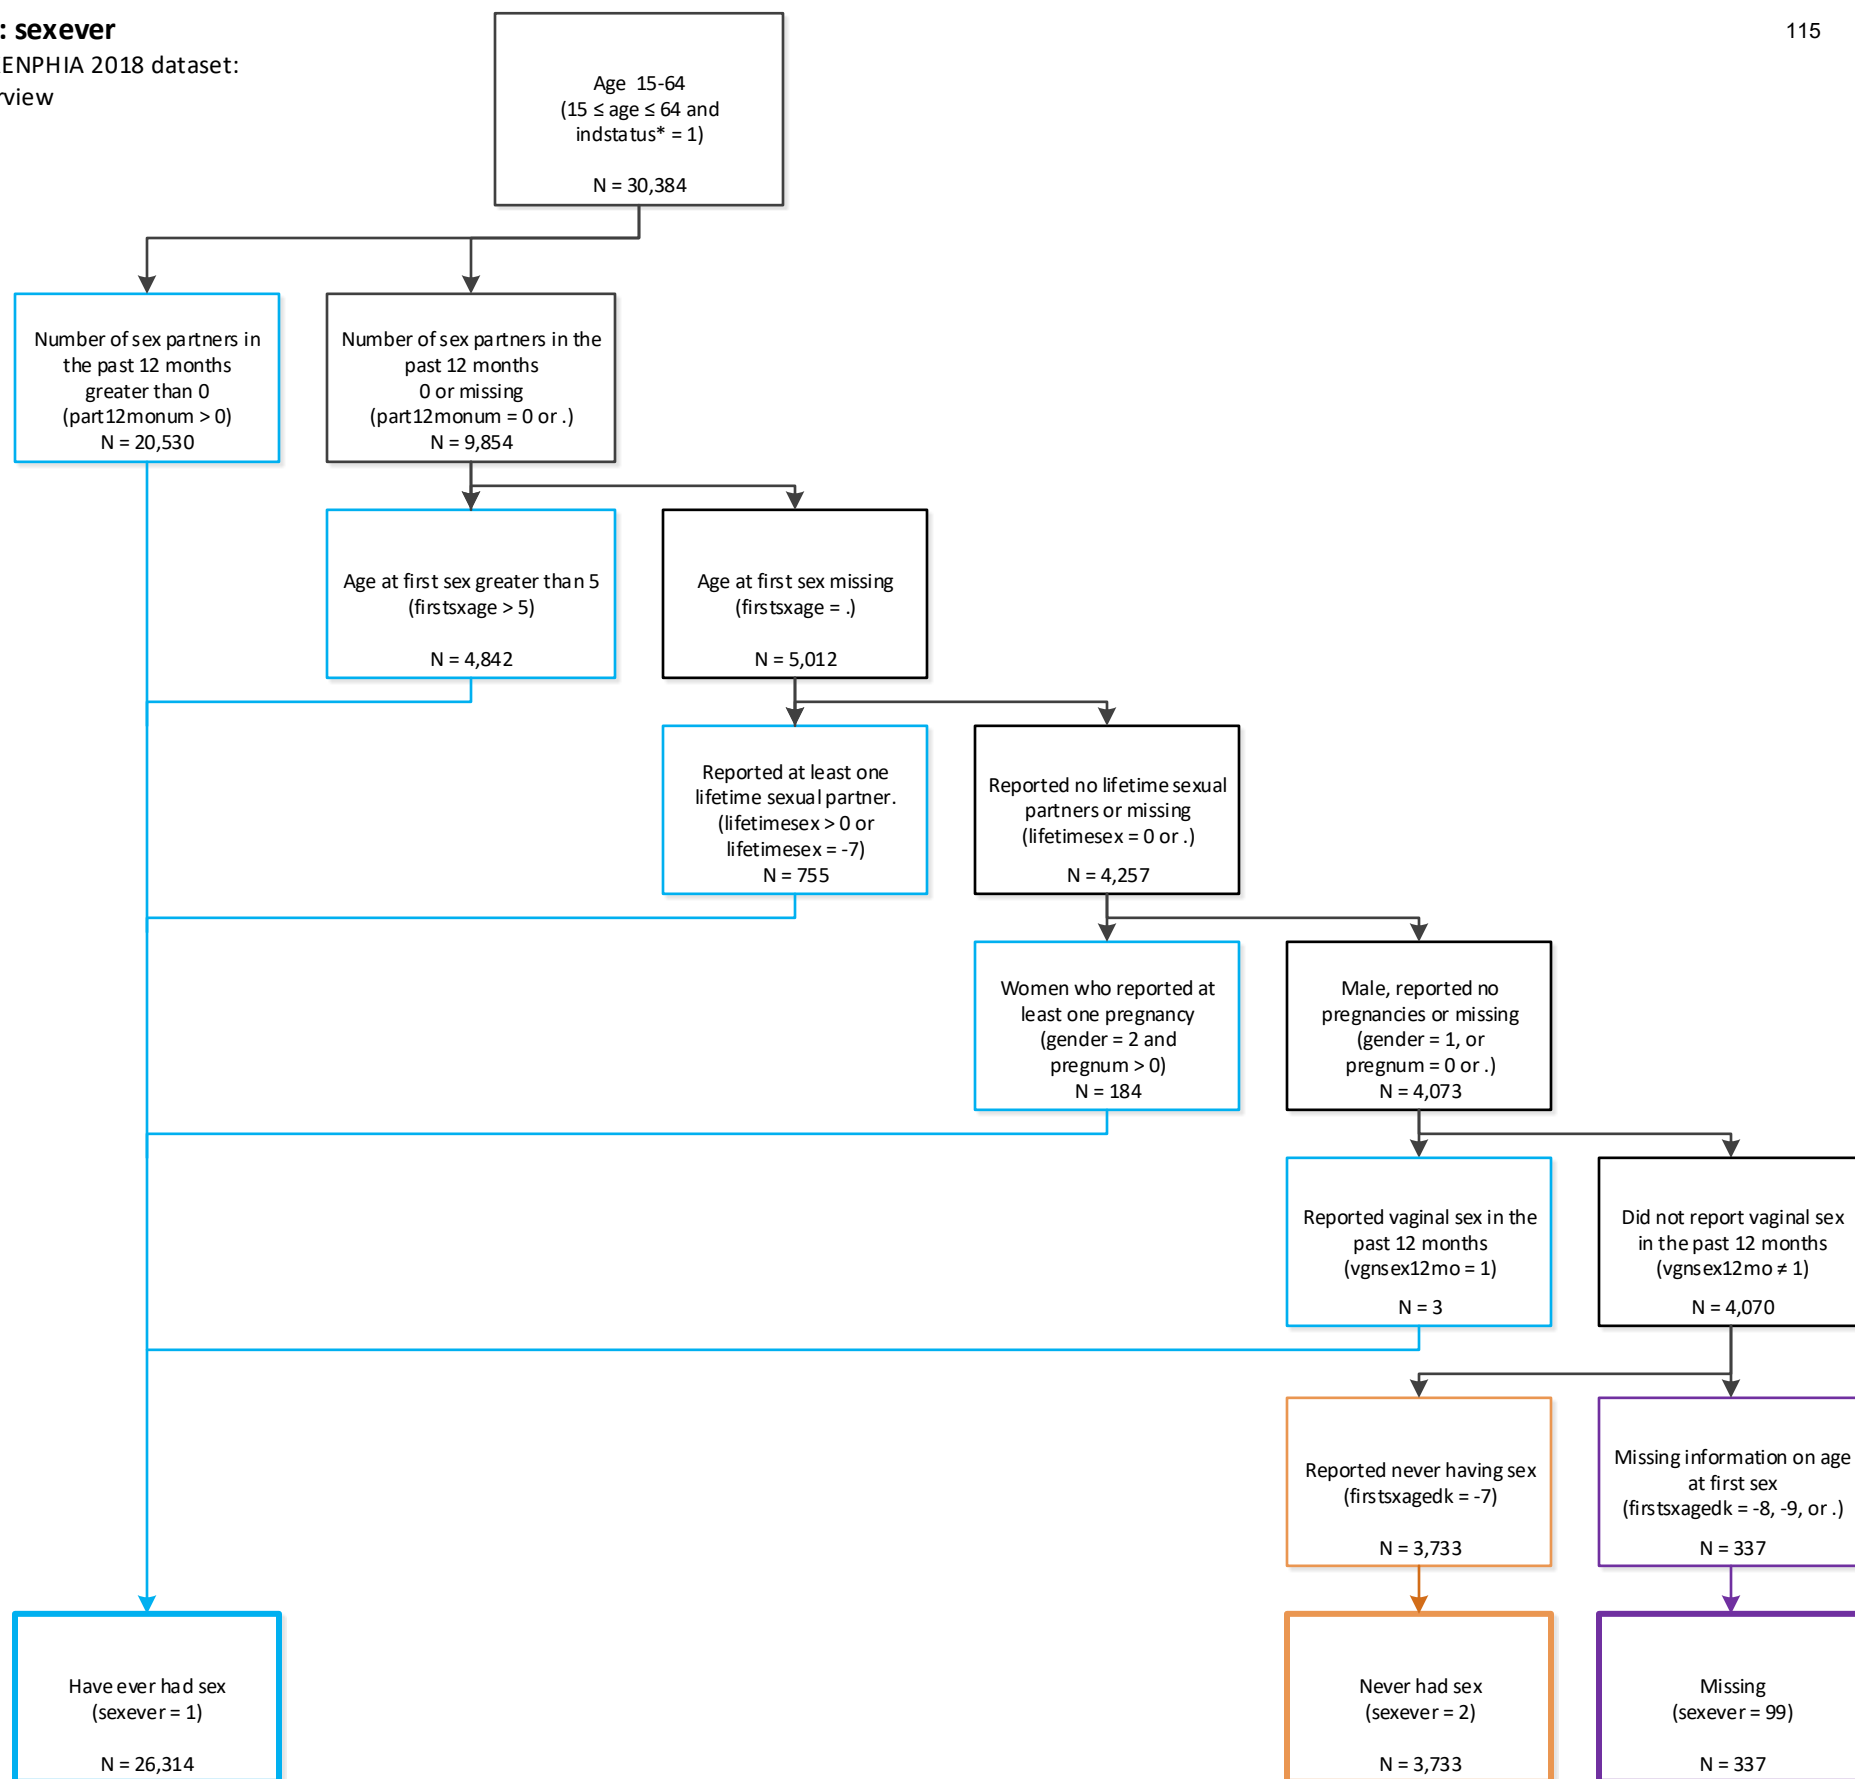 : sexever
115
ENPHIA 2018 dataset:
rview
Age 15-64
(15 ≤ age ≤ 64 and
indstatus* = 1)
N = 30,384
Number of sex partners in
the past 12 months
greater than 0
(part12monum > 0)
N = 20,530
Number of sex partners in the
past 12 months
0 or missing
(part12monum = 0 or .)
N = 9,854
Age at first sex greater than 5
(firstsxage > 5)
N = 4,842
Age at first sex missing
(firstsxage = .)
N = 5,012
Reported at least one
lifetime sexual partner.
(lifetimesex > 0 or
lifetimesex = -7)
N = 755
Reported no lifetime sexual
partners or missing
(lifetimesex = 0 or .)
N = 4,257
Women who reported at
least one pregnancy
(gender = 2 and
pregnum > 0)
N = 184
Male, reported no
pregnancies or missing
(gender = 1, or
pregnum = 0 or .)
N = 4,073
Reported vaginal sex in the
past 12 months
(vgnsex12mo = 1)
N = 3
Did not report vaginal sex
in the past 12 months
(vgnsex12mo ≠ 1)
N = 4,070
Reported never having sex
(firstsxagedk = -7)
N = 3,733
Missing information on age
at first sex
(firstsxagedk = -8, -9, or .)
N = 337
Have ever had sex
(sexever = 1)
N = 26,314
Never had sex
(sexever = 2)
N = 3,733
Missing
(sexever = 99)
N = 337